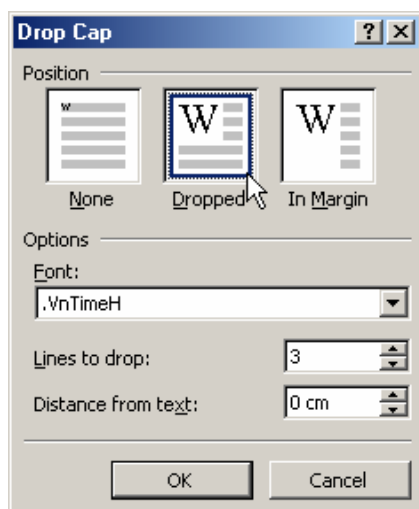 Drop Cap
Position
W W W
None Dropped In Margin
Options
Font:
.VnTimeH
Lines to drop: 3
Distance from text: 0 cm
OK Cancel